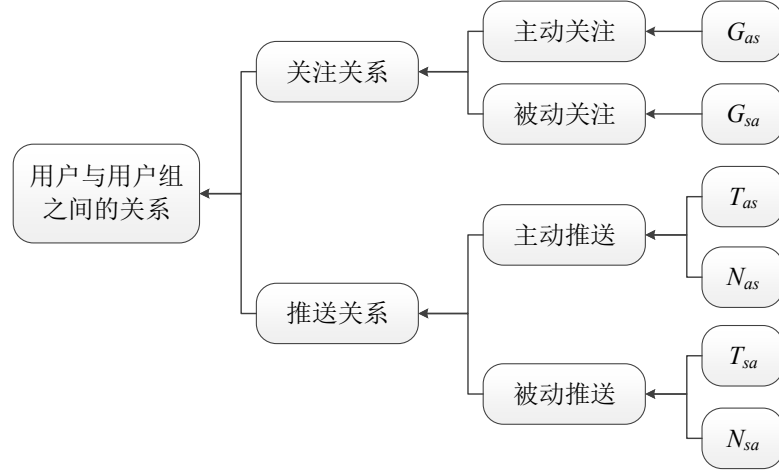 用户与用户组
之间的关系
关注关系
主动关注
G_as
被动关注
G_sa
推送关系
主动推送
T_as
N_as
被动推送
T_sa
N_sa